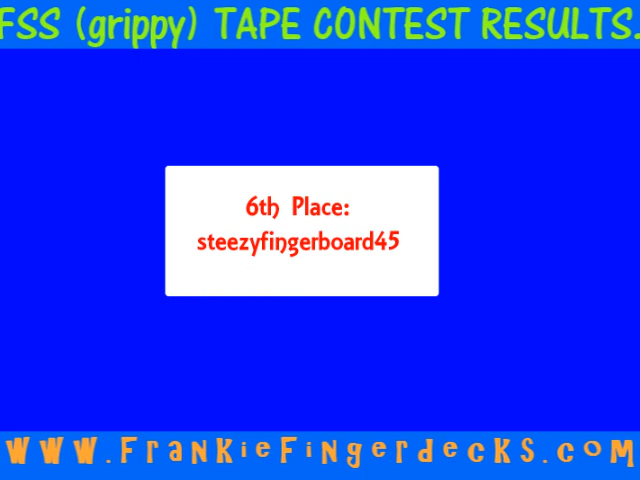 FSS (grippy) TAPE CONTEST RESULTS.
6th Place:
steezyfingerboard45
WWW.FranKieFingerdecKs.coM